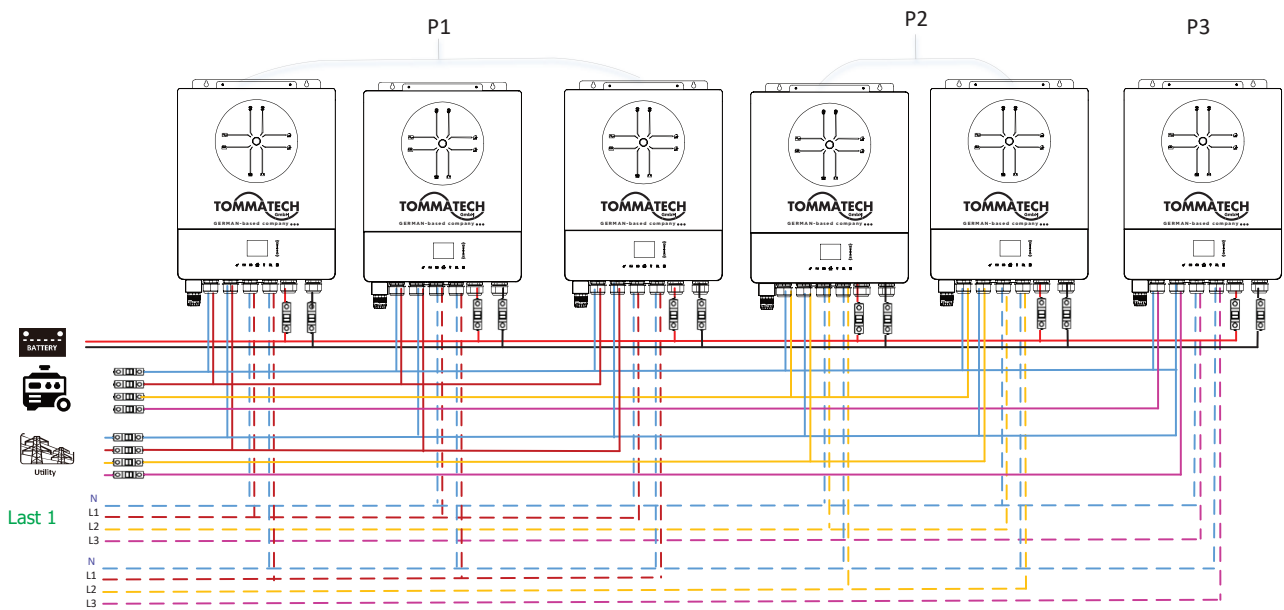 P1
P2
P3
TOMMATECH
GmbH
GERMAN-based company
TOMMATECH
GmbH
GERMAN-based company
TOMMATECH
GmbH
GERMAN-based company
TOMMATECH
GmbH
GERMAN-based company
TOMMATECH
GmbH
GERMAN-based company
TOMMATECH
GmbH
GERMAN-based company
BATTERY
Utility
Last 1
N
L1
L2
L3
N
L1
L2
L3